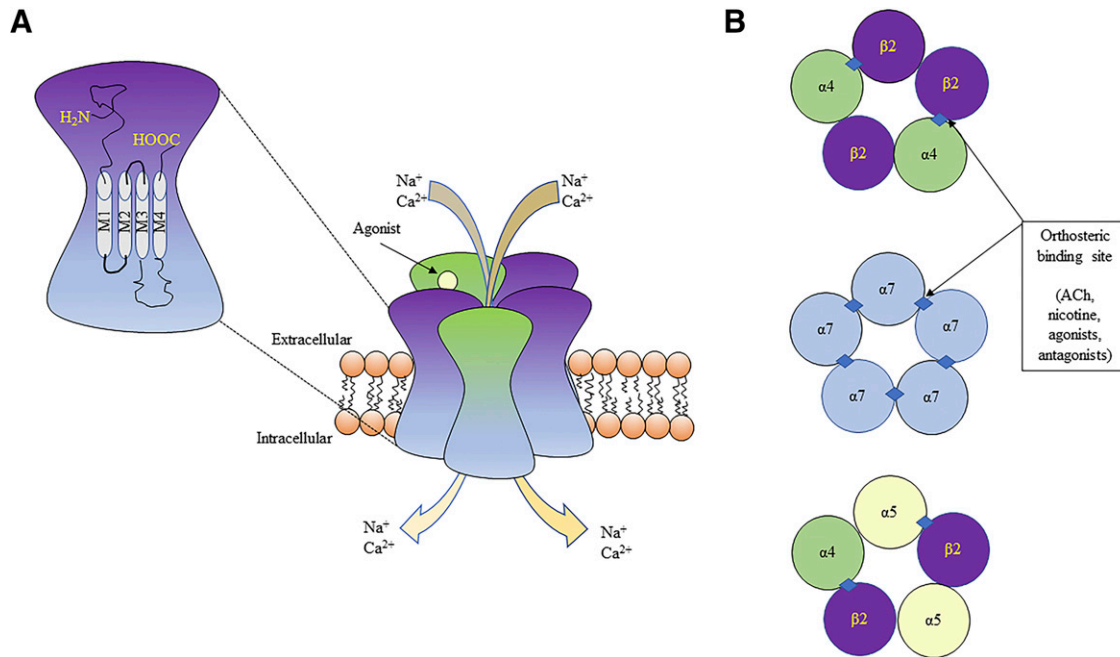 A
H₂N
HOOC
M1
M2
M3
M4
Na⁺
Ca²⁺
Na⁺
Ca²⁺
Agonist
Extracellular
Intracellular
Na⁺
Ca²⁺
Na⁺
Ca²⁺
B
β2
α4
β2
β2
α4
Orthosteric
binding site
(ACh,
nicotine,
agonists,
antagonists)
α7
α7
α7
α7
α7
α5
α4
β2
β2
α5